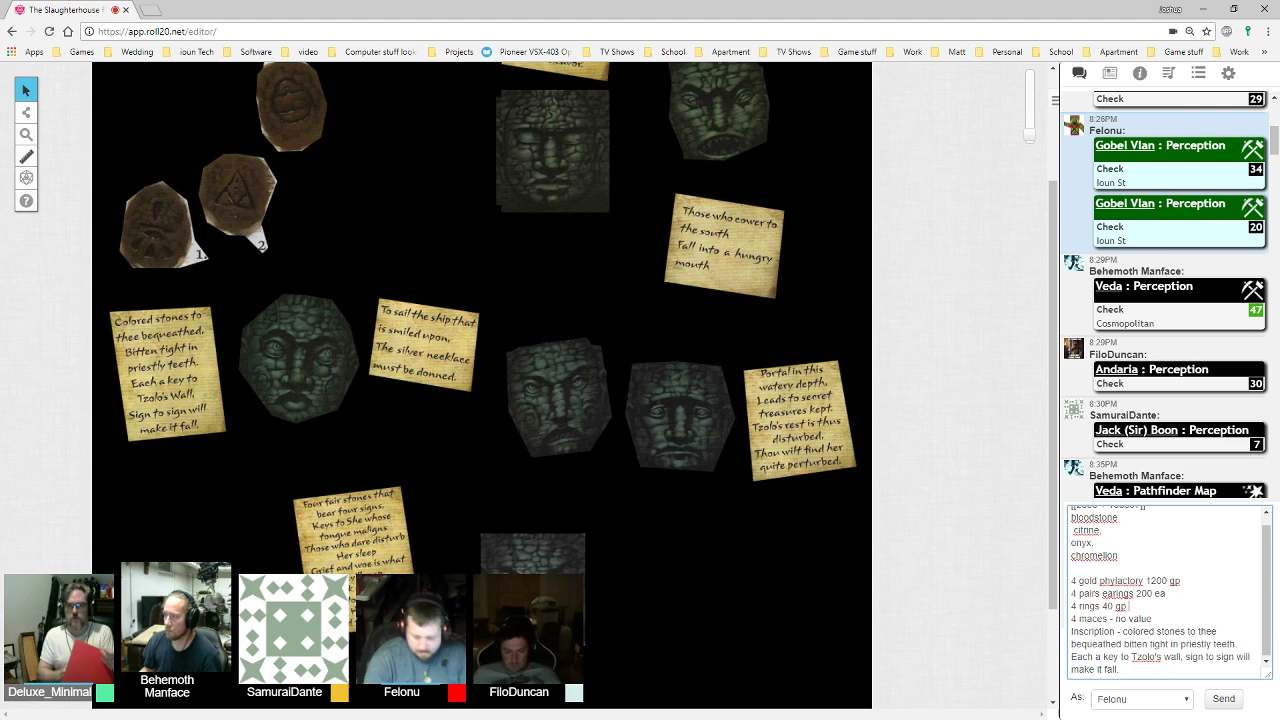 The Slaughterhouse
Joshua
https://app.roll20.net/editor/
Apps
Games
Wedding
ioun Tech
Software
video
Computer stuff look
Projects
Pioneer VSX-403 Op
TV Shows
School
Apartment
TV Shows
Game stuff
Work
Matt
Personal
School
Apartment
Game stuff
Work
Those who cower to
the south
Fall into a hungry
mouth
1.
2
Colored stones to
thee bequeathed,
Bitten tight in
priestly teeth.
Each a key to
Tzolo's Wall,
Sign to sign will
make it fall.
To sail the ship that
is smiled upon,
The silver necklace
must be donned.
Portal in this
watery depth,
Leads to secret
treasures kept.
Tzolo's rest is thus
disturbed,
Thou wilt find her
quite perturbed.
Four fair stones that
bear four signs.
Keys to She whose
tongue maligns
Those who dare disturb
Her sleep
Grief and woe is what
Deluxe_Minimal
Behemoth
Manface
SamuraiDante
Felonu
FiloDuncan
Check
29
8:26PM
Felonu:
Gobel Vlan : Perception
Check
34
Ioun St
Gobel Vlan : Perception
Check
20
Ioun St
8:29PM
Behemoth Manface:
Veda : Perception
Check
47
Cosmopolitan
8:29PM
FiloDuncan:
Andaria : Perception
Check
30
8:30PM
SamuraiDante:
Jack (Sir) Boon : Perception
Check
7
8:35PM
Behemoth Manface:
Veda : Pathfinder Map
bloodstone
citrine,
onyx,
chromelion
4 gold phylactory 1200 gp
4 pairs earings 200 ea
4 rings 40 gp
4 maces - no value
Inscription - colored stones to thee
bequeathed bitten tight in priestly teeth.
Each a key to Tzolo's wall, sign to sign will
make it fall.
As:
Felonu
Send